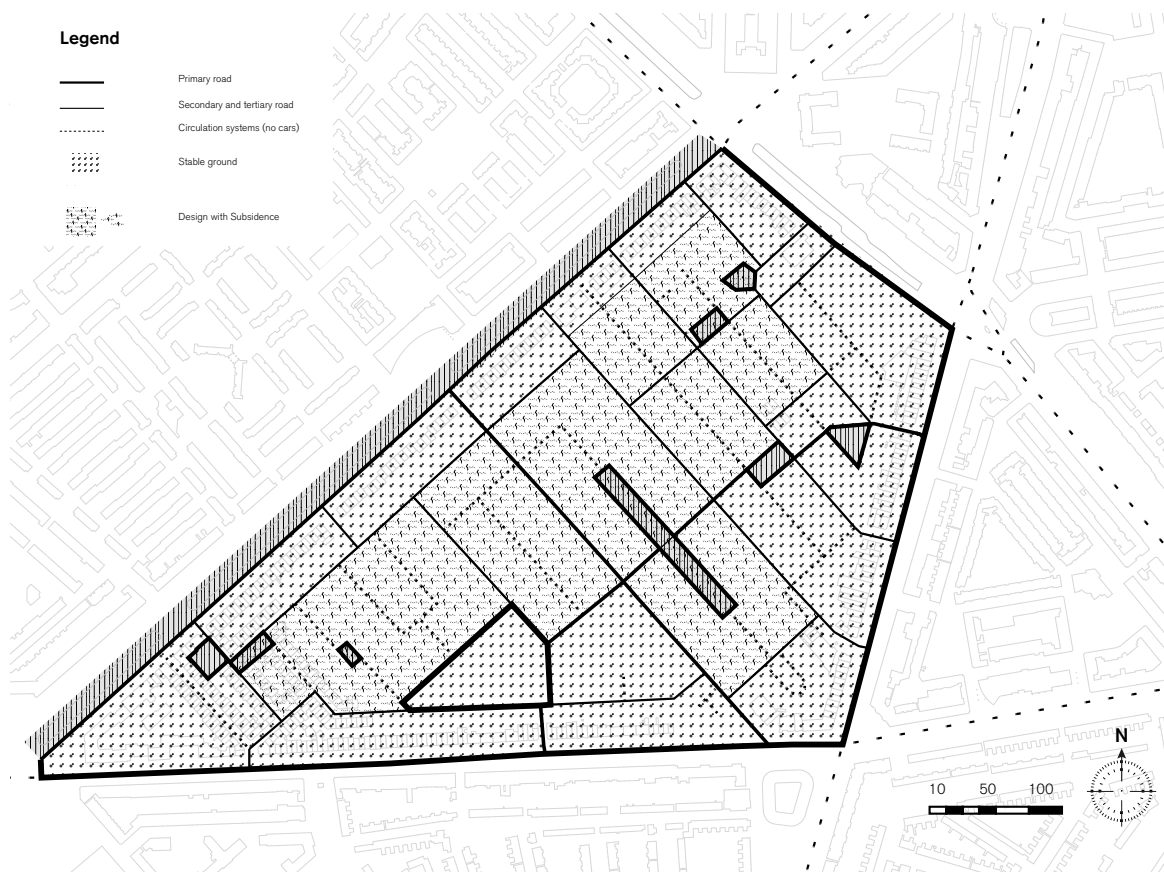 Legend
Primary road
Secondary and tertiary road
Circulation systems (no cars)
Stable ground
Design with Subsidence
N
10 50 100